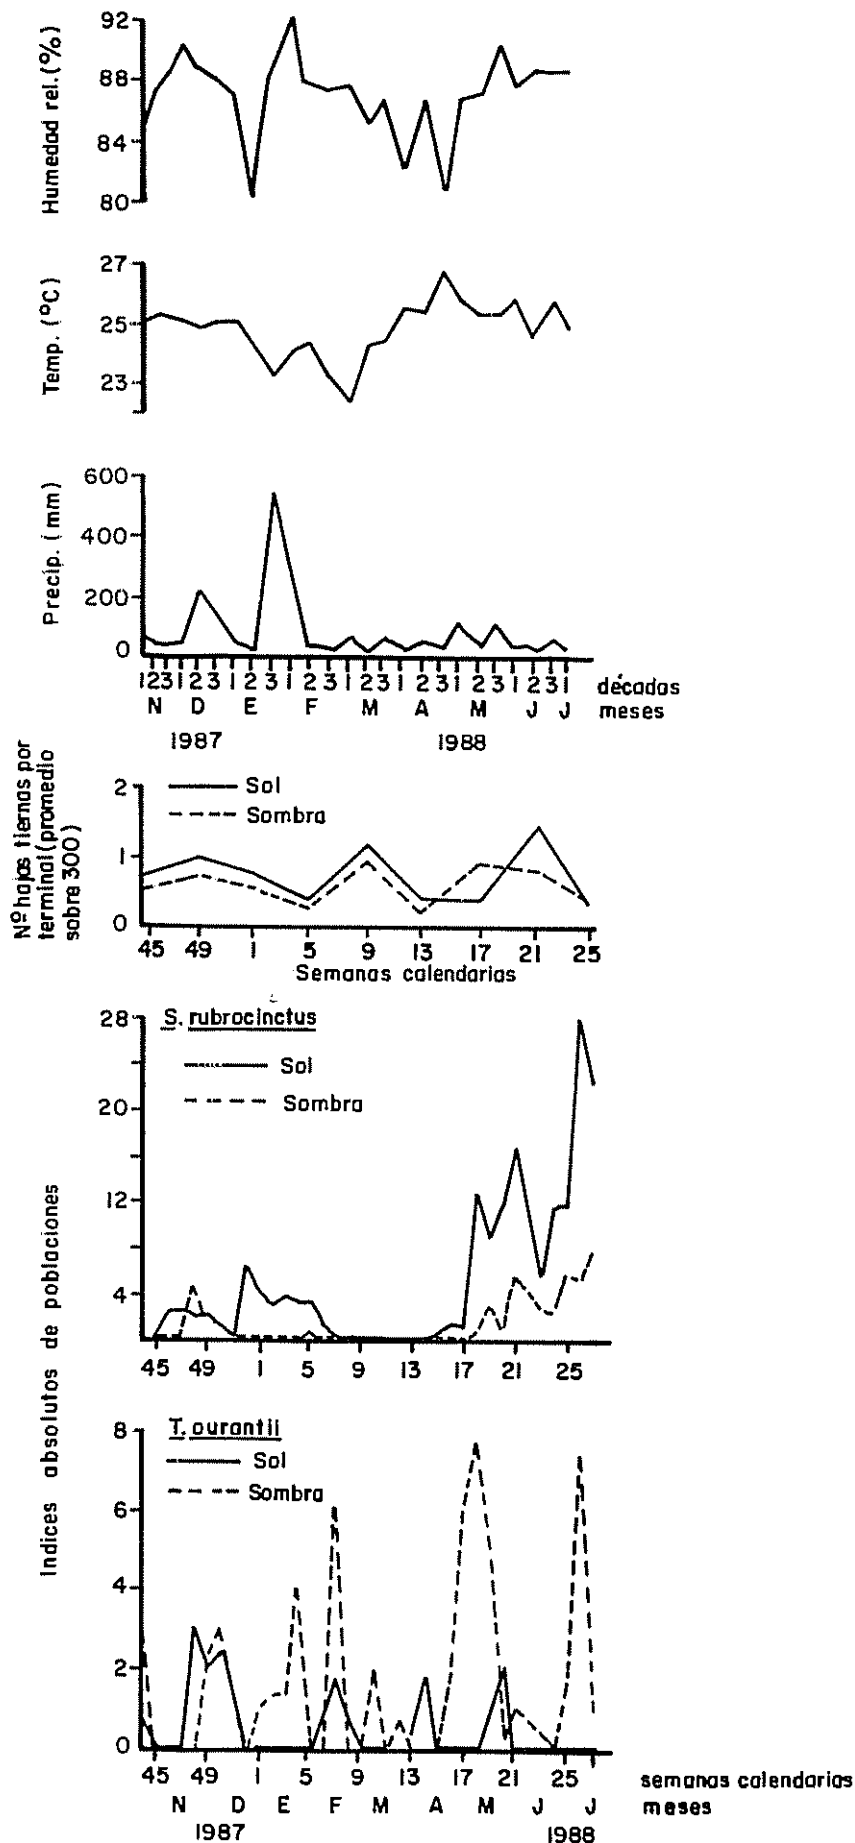 92
88
84
80
Humedad rel. (%)
27
25
23
Temp. (°C)
600
400
200
0
Precip. (mm)
1 2 3 1 2 3 1 2 3 1 2 3 1 2 3 1 2 3 1 2 3 1 2 3 1 décadas
N D E F M A M J J meses
1987 1988
Nº hojas tiernas por
terminal (promedio
sobre 300)
2
1
0
Sol
Sombra
45 49 1 5 9 13 17 21 25
Semanas calendarias
S. rubrocinctus
Sol
Sombra
28
20
12
4
45 49 1 5 9 13 17 21 25
Indices absolutos de poblaciones
T. aurantii
Sol
Sombra
8
6
4
2
0
45 49 1 5 9 13 17 21 25 semanas calendarias
N D E F M A M J J meses
1987 1988